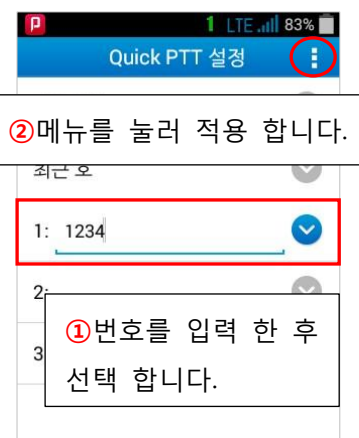 1 LTE 83%
Quick PTT 설정
②메뉴를 눌러 적용 합니다.
최근 호
1: 1234
2:
①번호를 입력 한 후
3
선택 합니다.